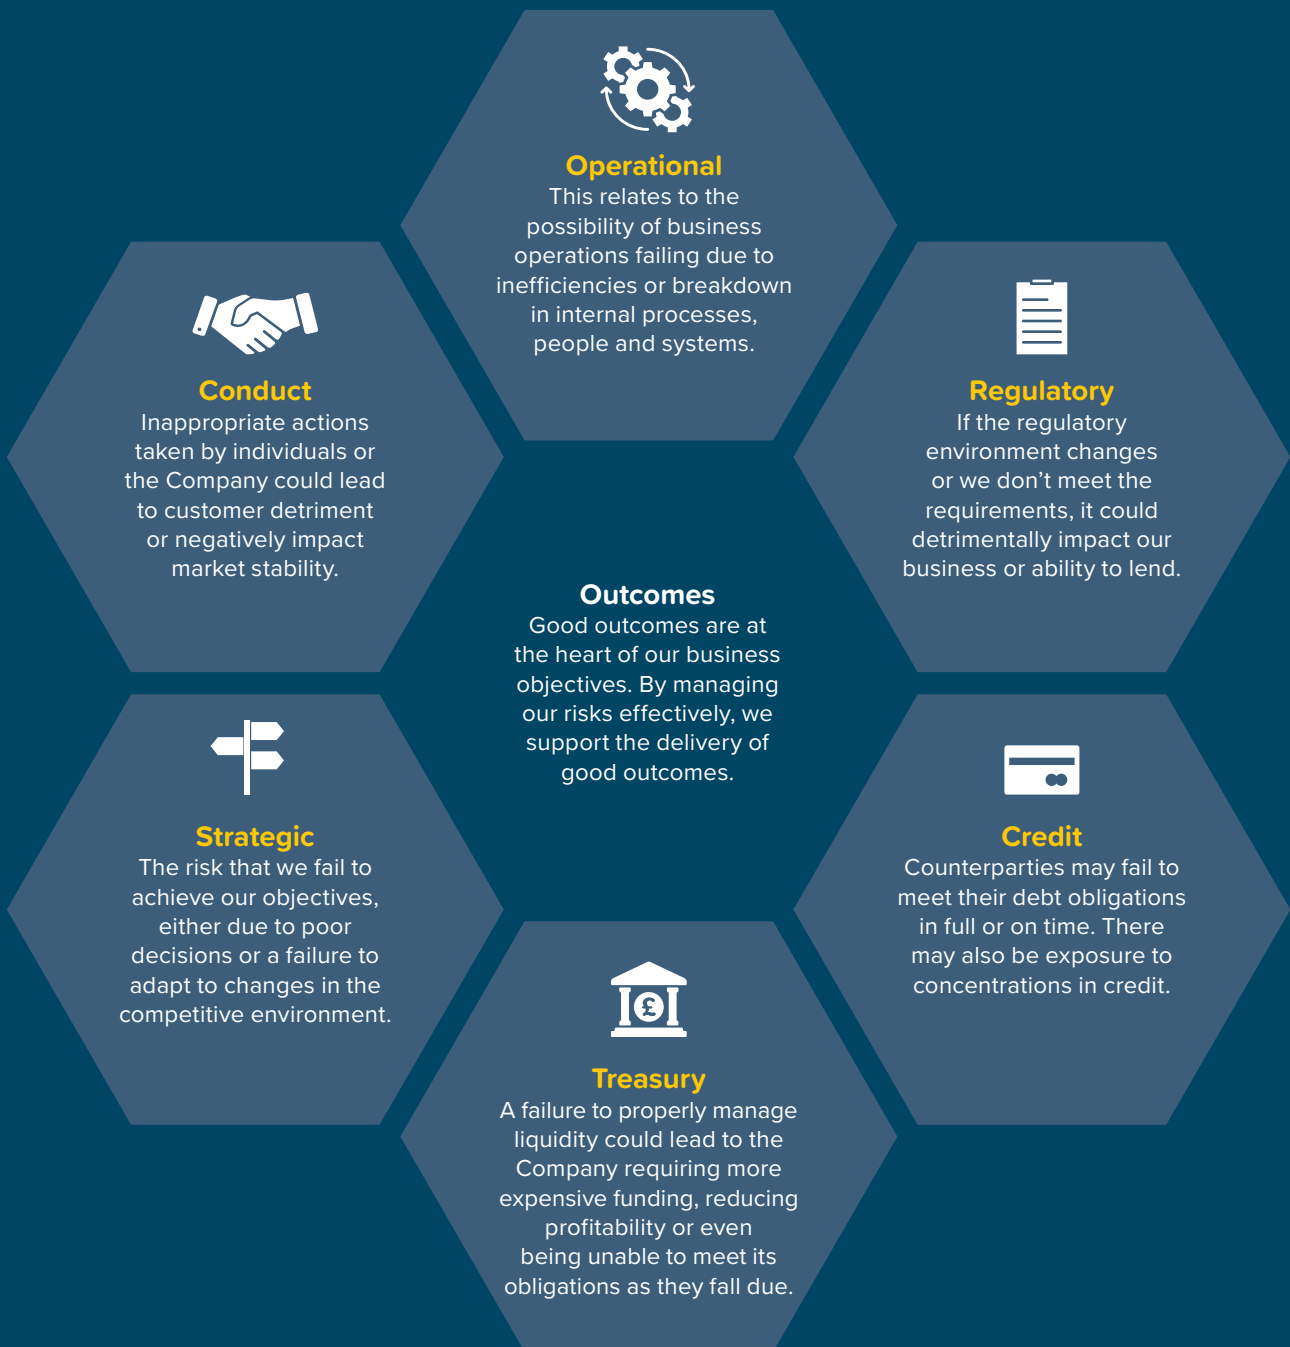 Operational
This relates to the
possibility of business
operations failing due to
inefficiencies or breakdown
in internal processes,
people and systems.
Conduct
Inappropriate actions
taken by individuals or
the Company could lead
to customer detriment
or negatively impact
market stability.
Regulatory
If the regulatory
environment changes
or we don’t meet the
requirements, it could
detrimentally impact our
business or ability to lend.
Outcomes
Good outcomes are at
the heart of our business
objectives. By managing
our risks effectively, we
support the delivery of
good outcomes.
Strategic
The risk that we fail to
achieve our objectives,
either due to poor
decisions or a failure to
adapt to changes in the
competitive environment.
Credit
Counterparties may fail to
meet their debt obligations
in full or on time. There
may also be exposure to
concentrations in credit.
£
Treasury
A failure to properly manage
liquidity could lead to the
Company requiring more
expensive funding, reducing
profitability or even
being unable to meet its
obligations as they fall due.